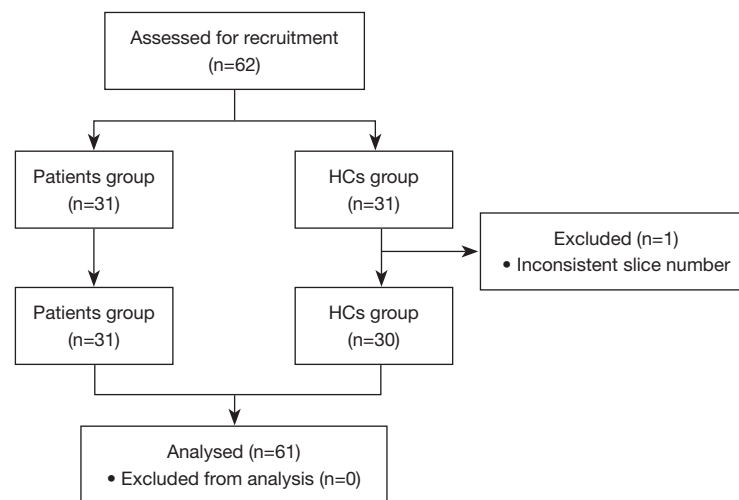 Assessed for recruitment
(n=62)
Patients group
(n=31)
HCs group
(n=31)
Excluded (n=1)
• Inconsistent slice number
Patients group
(n=31)
HCs group
(n=30)
Analysed (n=61)
• Excluded from analysis (n=0)